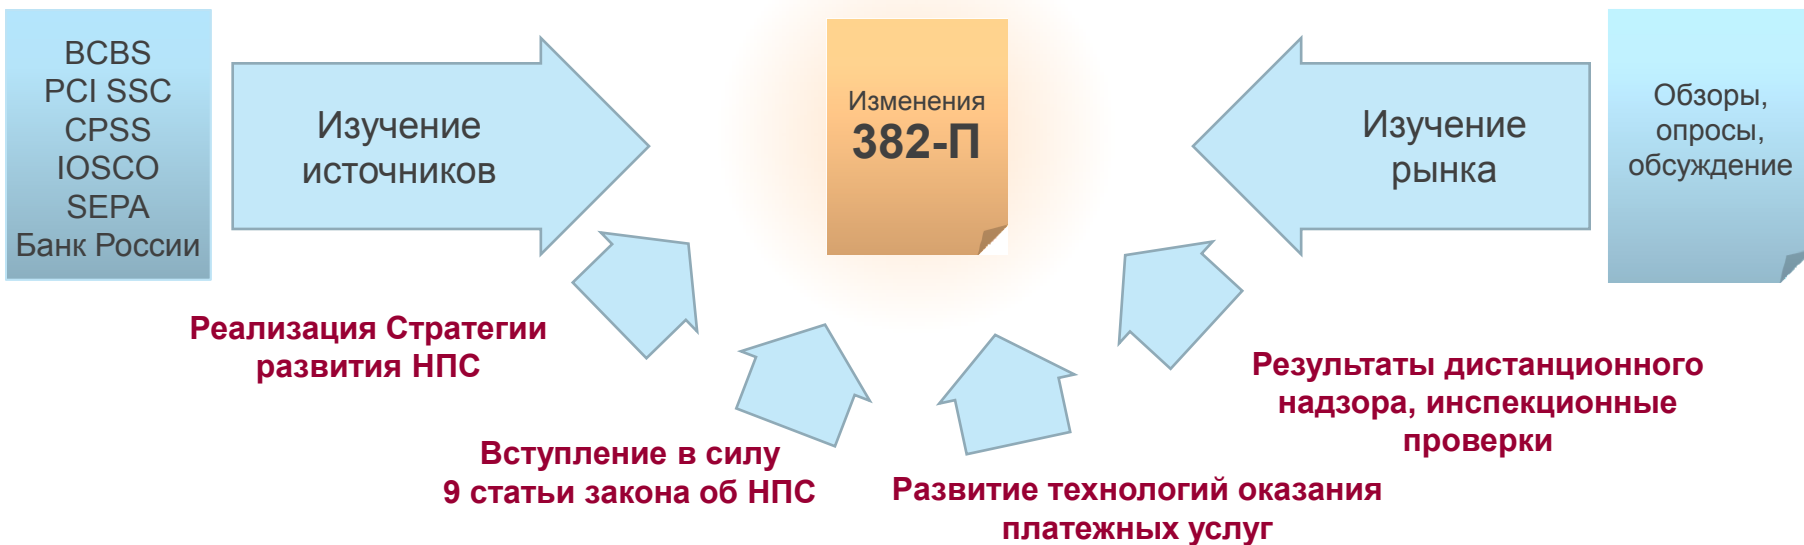 BCBS
PCI SSC
CPSS
IOSCO
SEPA
Банк России
Изучение
источников
Изменения
382-П
Изучение
рынка
Обзоры,
опросы,
обсуждение
Реализация Стратегии
развития НПС
Вступление в силу
9 статьи закона об НПС
Развитие технологий оказания
платежных услуг
Результаты дистанционного
надзора, инспекционные
проверки